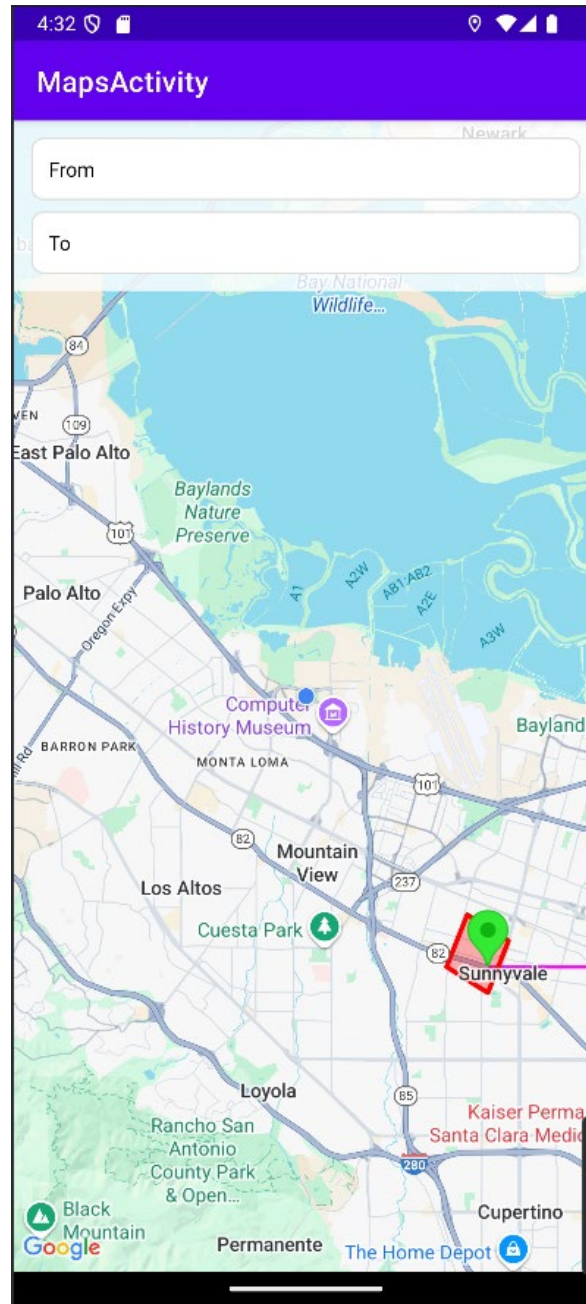 4:32
MapsActivity
Newark
From
To
Bay National
Wildlife...
84
VEN
109
East Palo Alto
Baylands
Nature
Preserve
101
A1
A2W
AB1-AB2
A2E
A3W
Palo Alto
Oregon Expy
Computer
History Museum
Bayland
BARRON PARK
ill Rd
MONTA LOMA
101
82
Mountain
View
Los Altos
237
Cuesta Park
82
Sunnyvale
Loyola
85
Kaiser Perma
Santa Clara Medic
Rancho San
Antonio
County Park
& Open...
280
Black
Mountain
Cupertino
Google
Permanente
The Home Depot